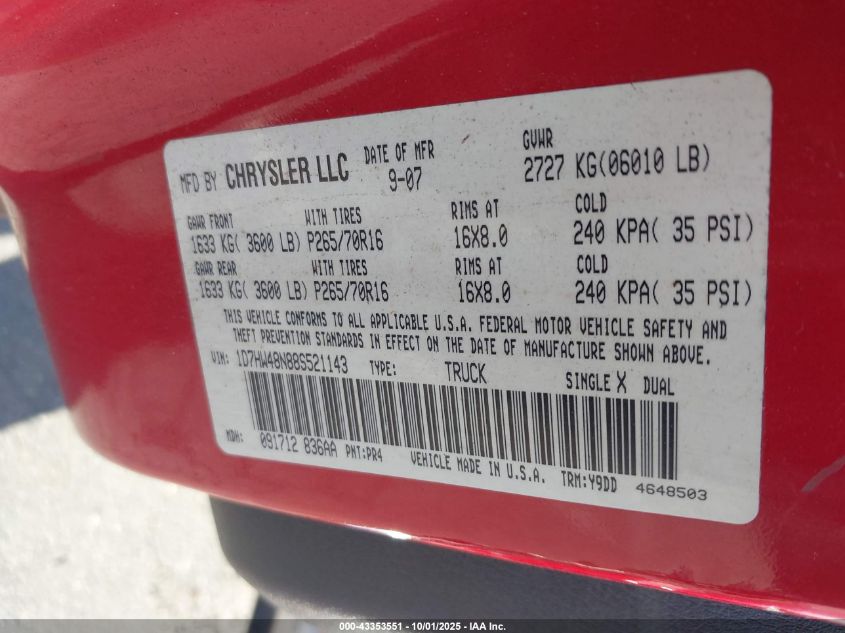 MFD BY CHRYSLER LLC DATE OF MFR 9-07 GVWR 2727 KG(06010 LB)
GAWR FRONT WITH TIRES RIMS AT COLD
1633 KG( 3600 LB) P265/70R16 16X8.0 240 KPA( 35 PSI)
GAWR REAR WITH TIRES RIMS AT COLD
1633 KG( 3600 LB) P265/70R16 16X8.0 240 KPA( 35 PSI)
THIS VEHICLE CONFORMS TO ALL APPLICABLE U.S.A. FEDERAL MOTOR VEHICLE SAFETY AND
THEFT PREVENTION STANDARDS IN EFFECT ON THE DATE OF MANUFACTURE SHOWN ABOVE.
VIN: 1D7HW48N88S521143 TYPE: TRUCK SINGLE X DUAL
MDH: 091712 836AA PNT:PR4 VEHICLE MADE IN U.S.A. TRM:Y9DD 4648503
000-43353551 • 10/01/2025 • IAA Inc.